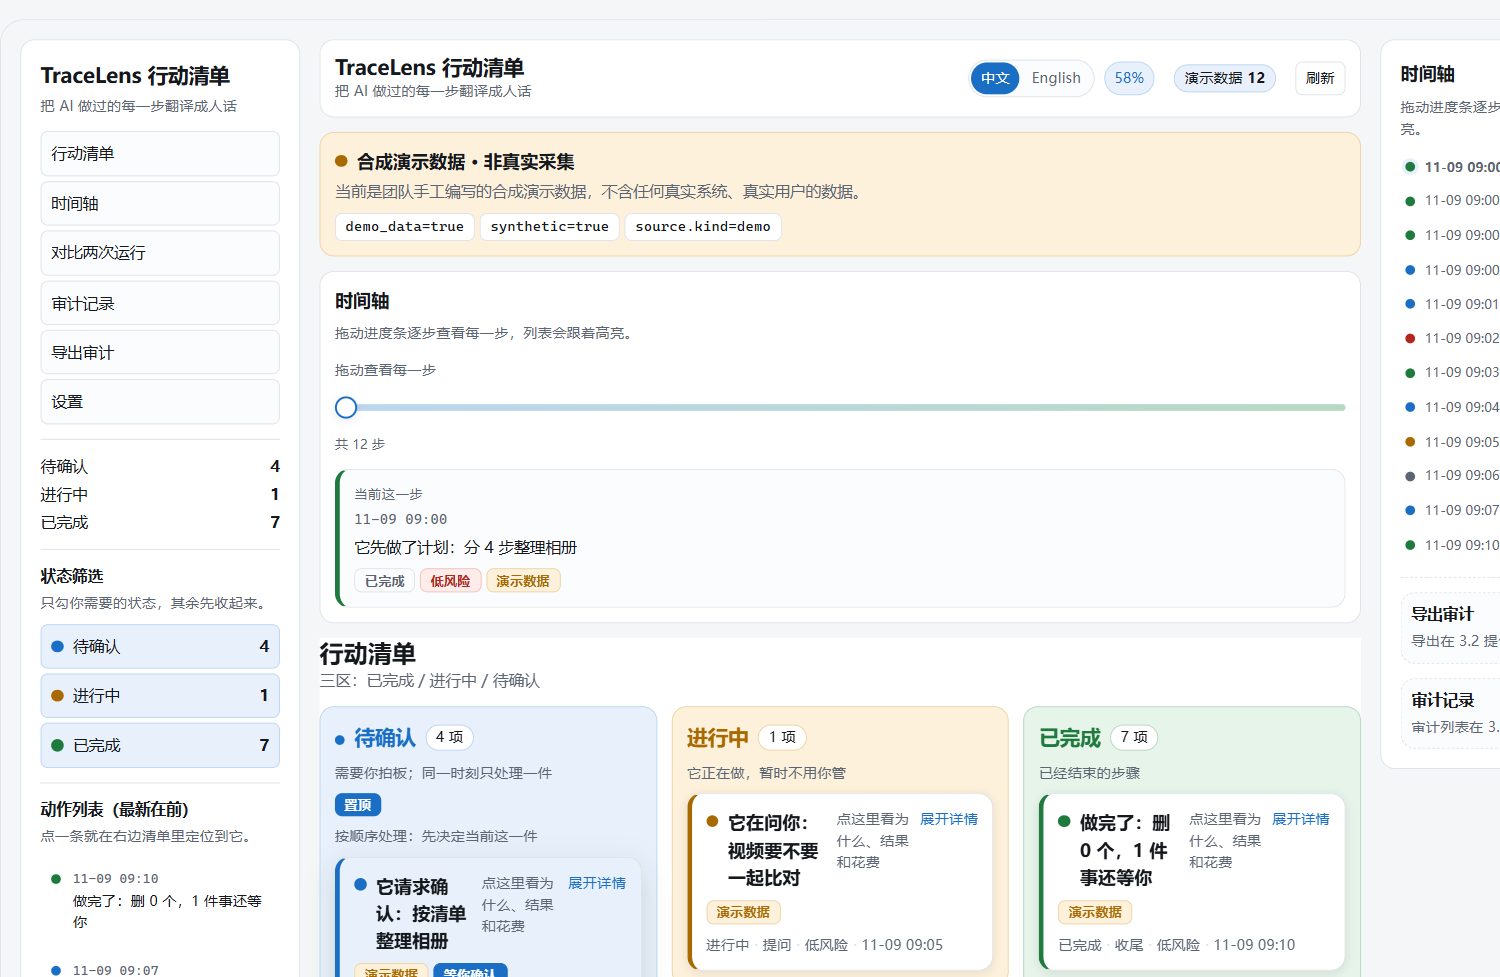 TraceLens 行动清单
把 AI 做过的每一步翻译成人话
行动清单
时间轴
对比两次运行
审计记录
导出审计
设置
待确认 4
进行中 1
已完成 7
状态筛选
只勾你需要的状态，其余先收起来。
待确认 4
进行中 1
已完成 7
动作列表（最新在前）
点一条就在右边清单里定位到它。
11-09 09:10
做完了：删 0 个，1 件事还等
你
11-09 09:07
TraceLens 行动清单
把 AI 做过的每一步翻译成人话
中文 English 58% 演示数据 12 刷新
合成演示数据 • 非真实采集
当前是团队手工编写的合成演示数据，不含任何真实系统、真实用户的数据。
demo_data=true synthetic=true source.kind=demo
时间轴
拖动进度条逐步查看每一步，列表会跟着高亮。
拖动查看每一步
共 12 步
当前这一步
11-09 09:00
它先做了计划：分 4 步整理相册
已完成 低风险 演示数据
行动清单
三区：已完成 / 进行中 / 待确认
待确认 4 项
需要你拍板；同一时刻只处理一件
置顶
按顺序处理：先决定当前这一件
它请求确
认：按清单
整理相册
点这里看为
什么、结果
和花费
展开详情
演示数据 等你确认
进行中 1 项
它正在做，暂时不用你管
它在问你：
视频要不要
一起比对
点这里看为
什么、结果
和花费
展开详情
演示数据
进行中 · 提问 · 低风险 · 11-09 09:05
已完成 7 项
已经结束的步骤
做完了：删
0 个，1 件
事还等你
点这里看为
什么、结果
和花费
展开详情
演示数据
已完成 · 收尾 · 低风险 · 11-09 09:10
时间轴
拖动进度条逐步
亮。
11-09 09:00
11-09 09:00
11-09 09:00
11-09 09:00
11-09 09:01
11-09 09:02
11-09 09:03
11-09 09:04
11-09 09:05
11-09 09:06
11-09 09:07
11-09 09:10
导出审计
导出在 3.2 提
审计记录
审计列表在 3.